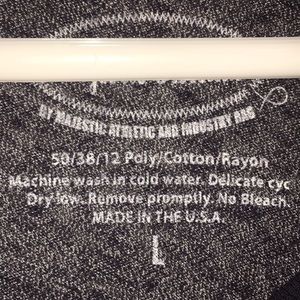 BY MAJESTIC ATHLETIC AND INDUSTRY RAG
50/38/12 Poly/Cotton/Rayon
Machine wash in cold water. Delicate cyc
Dry low. Remove promptly. No Bleach.
MADE IN THE U.S.A.
L